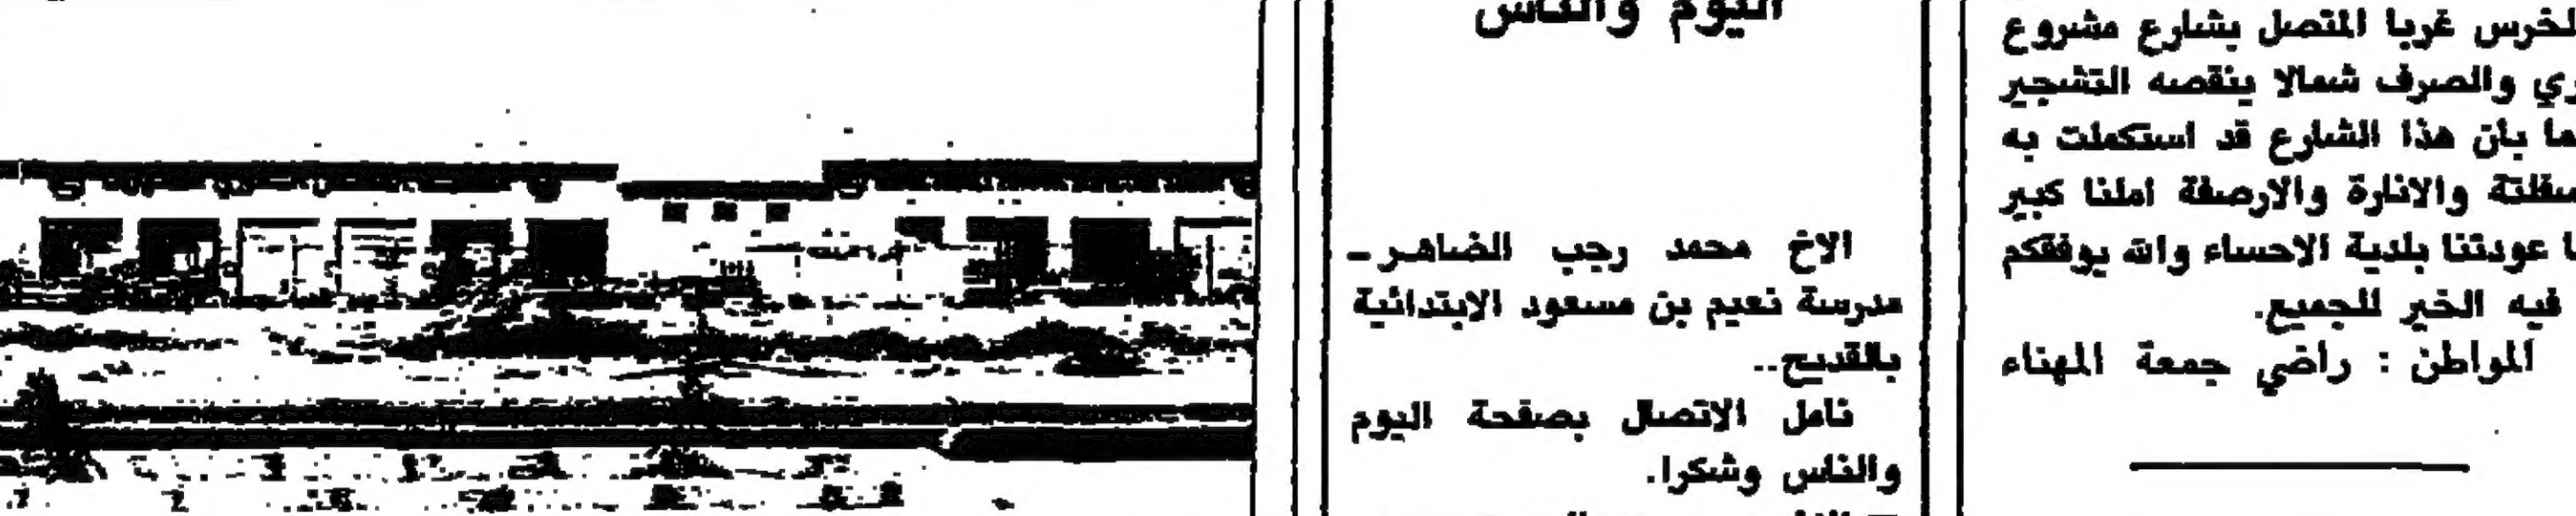 لخرس غربا المتصل بشارع مشروع
ري والصرف شمالا ينقصه التشجير
ما بان هذا الشارع قد استكملت به
سفلتة والانارة والارصفة املنا كبير
ا عودتنا بلدية الاحساء والله يوفقكم
فيه الخير للجميع.
المواطن : راضي جمعة المهناء
اليوم والناس
الاخ محمد رجب الضاهر -
مدرسة نعيم بن مسعود الابتدائية
بالقديح..
نامل الاتصال بصفحة اليوم
والناس وشكرا.